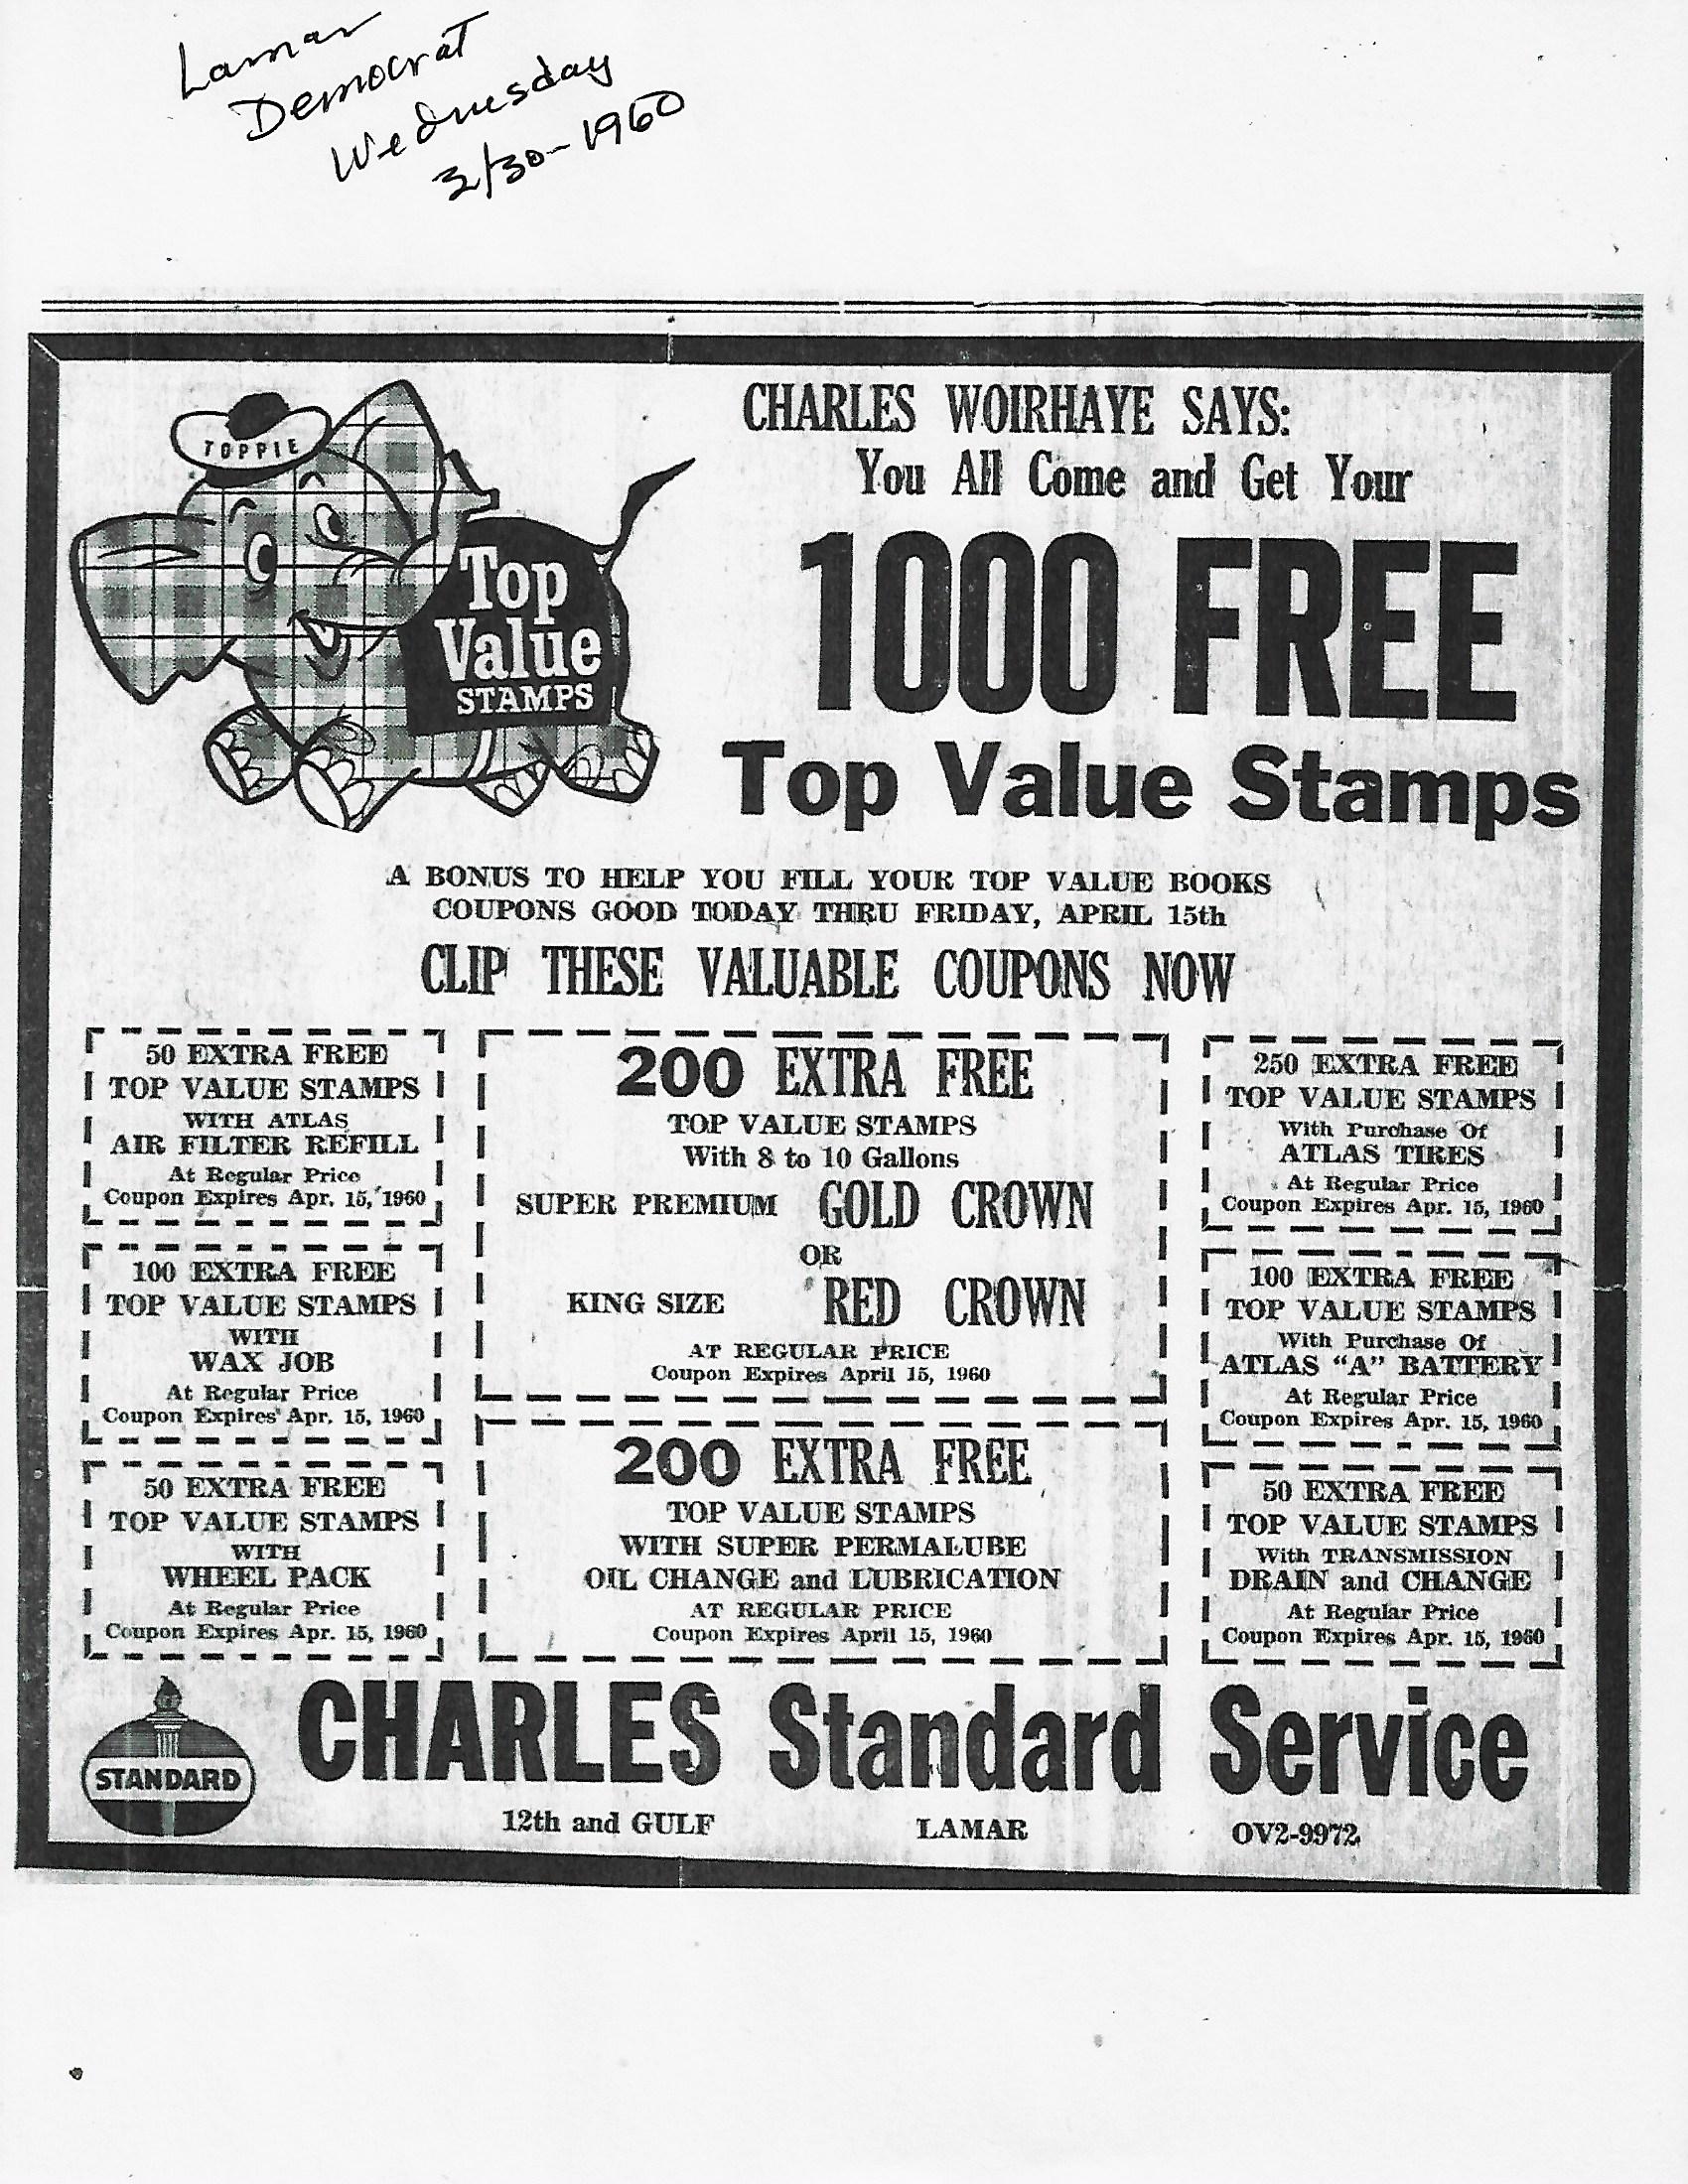 Lamar
Democrat
Wednesday
3/30-1960
TOPPIE
Top
Value
STAMPS
CHARLES WOIRHAYE SAYS:
You All Come and Get Your
1000 FREE
Top Value Stamps
A BONUS TO HELP YOU FILL YOUR TOP VALUE BOOKS
COUPONS GOOD TODAY THRU FRIDAY, APRIL 15th
CLIP THESE VALUABLE COUPONS NOW
50 EXTRA FREE
TOP VALUE STAMPS
WITH ATLAS
AIR FILTER REFILL
At Regular Price
Coupon Expires Apr. 15, 1960
100 EXTRA FREE
TOP VALUE STAMPS
WITH
WAX JOB
At Regular Price
Coupon Expires Apr. 15, 1960
50 EXTRA FREE
TOP VALUE STAMPS
WITH
WHEEL PACK
At Regular Price
Coupon Expires Apr. 15, 1960
200 EXTRA FREE
TOP VALUE STAMPS
With 8 to 10 Gallons
SUPER PREMIUM GOLD CROWN
OR
KING SIZE RED CROWN
AT REGULAR PRICE
Coupon Expires April 15, 1960
200 EXTRA FREE
TOP VALUE STAMPS
WITH SUPER PERMALUBE
OIL CHANGE and LUBRICATION
AT REGULAR PRICE
Coupon Expires April 15, 1960
250 EXTRA FREE
TOP VALUE STAMPS
With Purchase Of
ATLAS TIRES
At Regular Price
Coupon Expires Apr. 15, 1960
100 EXTRA FREE
TOP VALUE STAMPS
With Purchase Of
ATLAS “A” BATTERY
At Regular Price
Coupon Expires Apr. 15, 1960
50 EXTRA FREE
TOP VALUE STAMPS
With TRANSMISSION
DRAIN and CHANGE
At Regular Price
Coupon Expires Apr. 15, 1960
STANDARD
CHARLES Standard Service
12th and GULF LAMAR OV2-9972